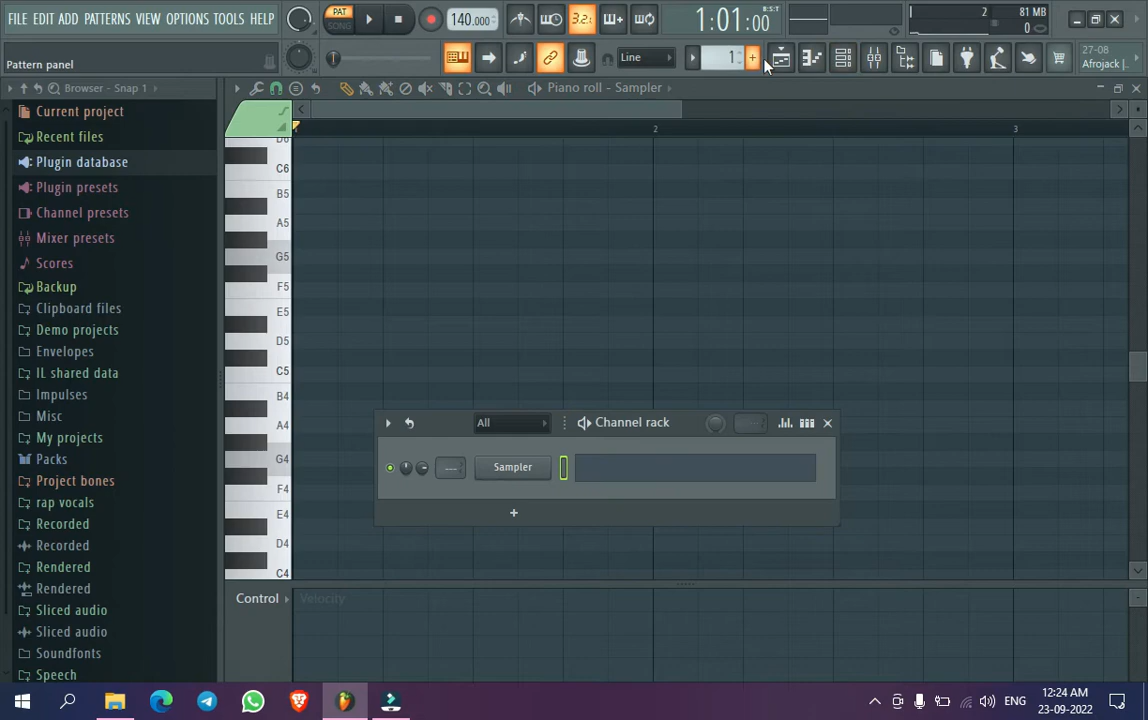 FILE EDIT ADD PATTERNS VIEW OPTIONS TOOLS HELP
PAT
SONG
140.000
3.2
1:01:00
B:S:T
2
81 MB
0
Pattern panel
Line
1
+
27-08
Afrojack |
Browser - Snap 1
Piano roll - Sampler
Current project
Recent files
Plugin database
Plugin presets
Channel presets
Mixer presets
Scores
Backup
Clipboard files
Demo projects
Envelopes
IL shared data
Impulses
Misc
My projects
Packs
Project bones
rap vocals
Recorded
Recorded
Rendered
Rendered
Sliced audio
Sliced audio
Soundfonts
Speech
2
3
D6
C6
B5
A5
G5
F5
E5
D5
C5
B4
A4
G4
F4
E4
D4
C4
All
Channel rack
---
Sampler
+
Control
Velocity
ENG
12:24 AM
23-09-2022